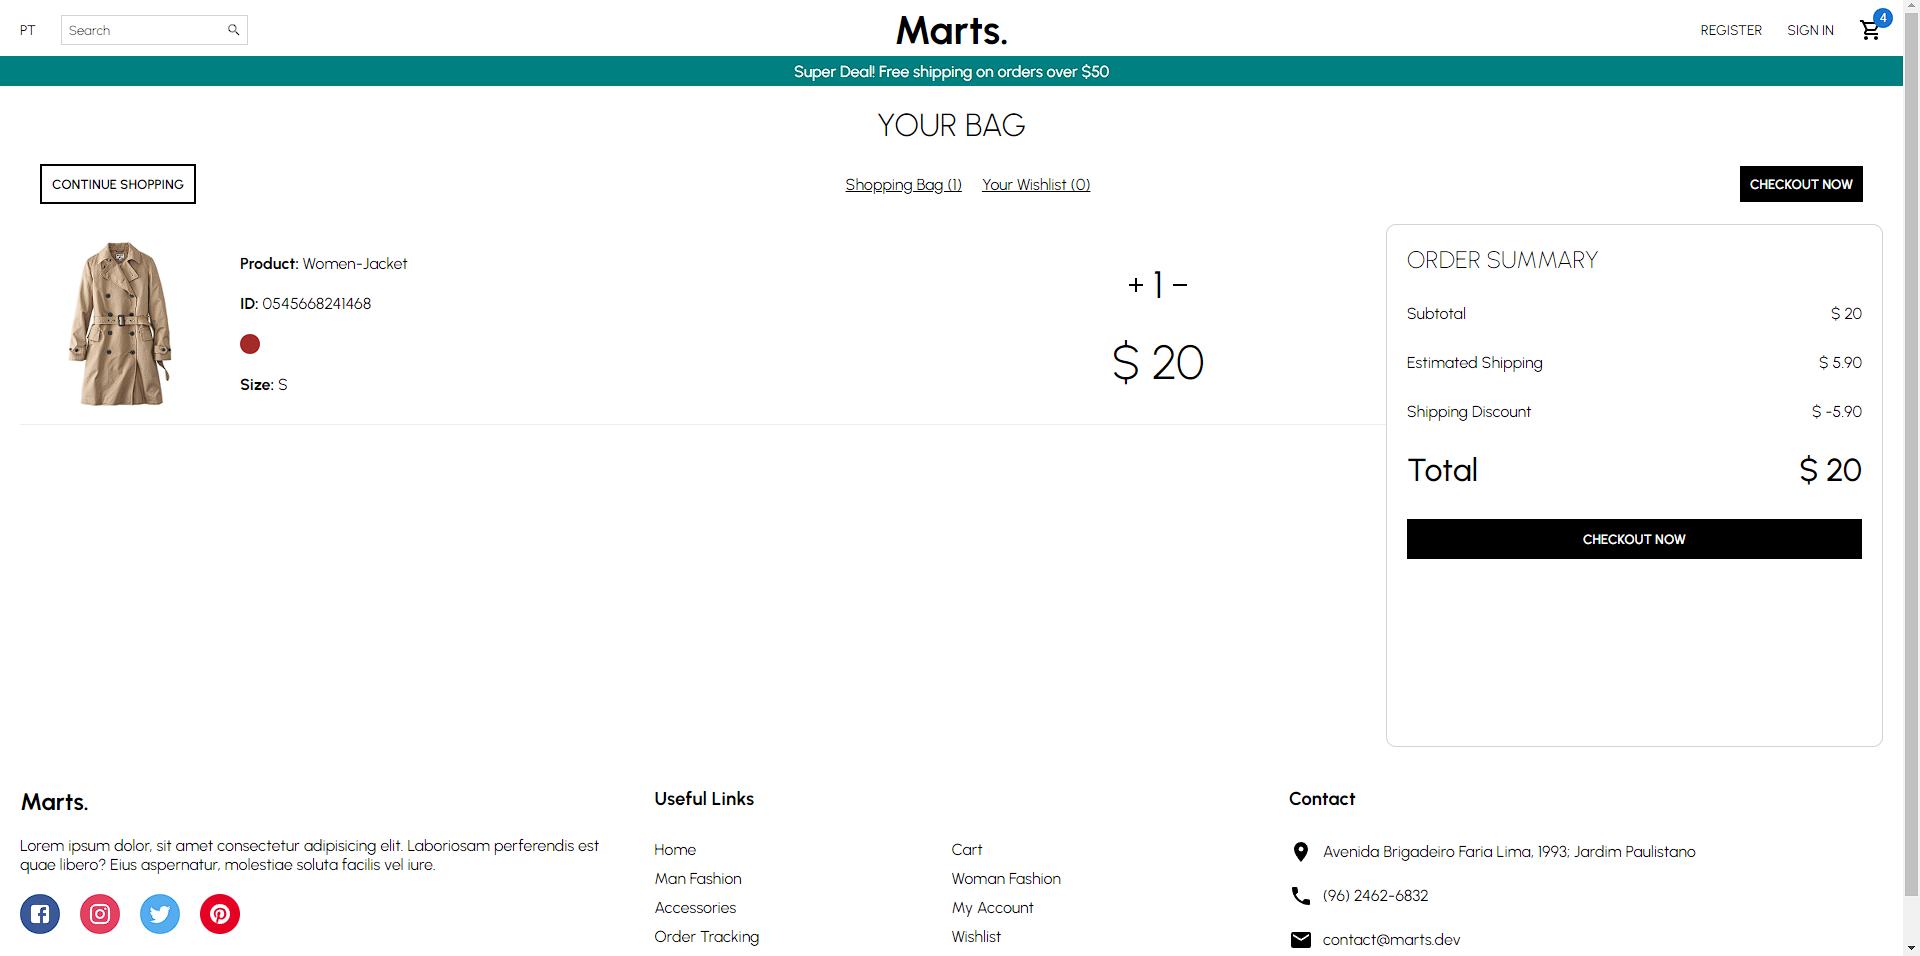 PT
Search
Marts.
REGISTER
SIGN IN
4
Super Deal! Free shipping on orders over $50
YOUR BAG
CONTINUE SHOPPING
Shopping Bag (1)
Your Wishlist (0)
CHECKOUT NOW
Product: Women-Jacket
ID: 0545668241468
Size: S
+ 1 −
$ 20
ORDER SUMMARY
Subtotal $ 20
Estimated Shipping $ 5.90
Shipping Discount $ -5.90
Total $ 20
CHECKOUT NOW
Marts.
Lorem ipsum dolor, sit amet consectetur adipisicing elit. Laboriosam perferendis est
quae libero? Eius aspernatur, molestiae soluta facilis vel iure.
Useful Links
Home
Cart
Man Fashion
Woman Fashion
Accessories
My Account
Order Tracking
Wishlist
Contact
Avenida Brigadeiro Faria Lima, 1993; Jardim Paulistano
(96) 2462-6832
contact@marts.dev